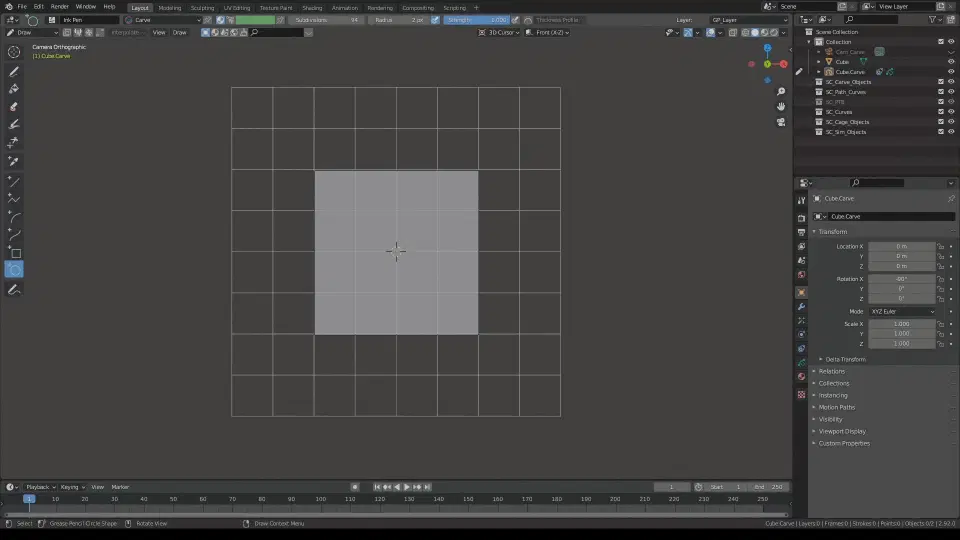 File Edit Render Window Help Layout Modeling Sculpting UV Editing Texture Paint Shading Animation Rendering Compositing Scripting + Scene View Layer
Ink Pen Carve Subdivisions 94 Radius 2 px Strength 1.000 Thickness Profile Layer: GP_Layer
Draw Interpolate View Draw 3D Cursor Front (X-Z)
Camera Orthographic
(1) Cube.Carve
Scene Collection
Collection
Cam_Carve
Cube
Cube.Carve
SC_Carve_Objects
SC_Path_Curves
SC_PTB
SC_Curves
SC_Cage_Objects
SC_Sim_Objects
Cube.Carve
Cube.Carve
Transform
Location X 0 m
Y 0 m
Z 0 m
Rotation X -90°
Y 0°
Z 0°
Mode XYZ Euler
Scale X 1.000
Y 1.000
Z 1.000
Delta Transform
Relations
Collections
Instancing
Motion Paths
Visibility
Viewport Display
Custom Properties
Playback Keying View Marker 1 Start 1 End 250
1 10 20 30 40 50 60 70 80 90 100 110 120 130 140 150 160 170 180 190 200 210 220 230 240 250
Select Grease Pencil Circle Shape Rotate View Draw Context Menu Cube.Carve | Layers:0 | Frames:0 | Strokes:0 | Points:0 | Objects:0/2 | 2.92.0